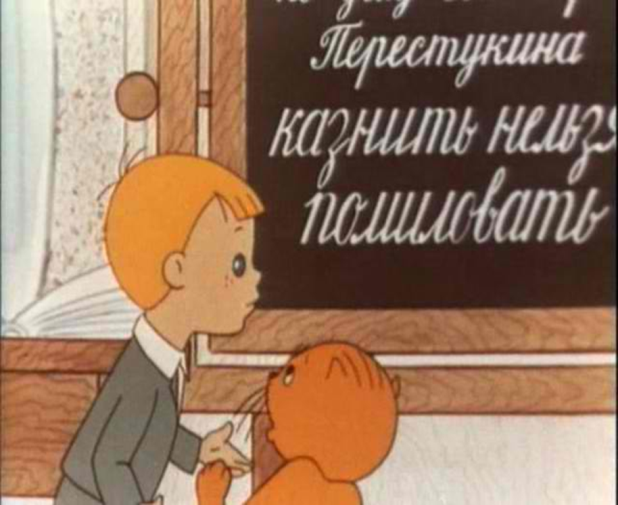 Перестукина
казнить нельзя
помиловать